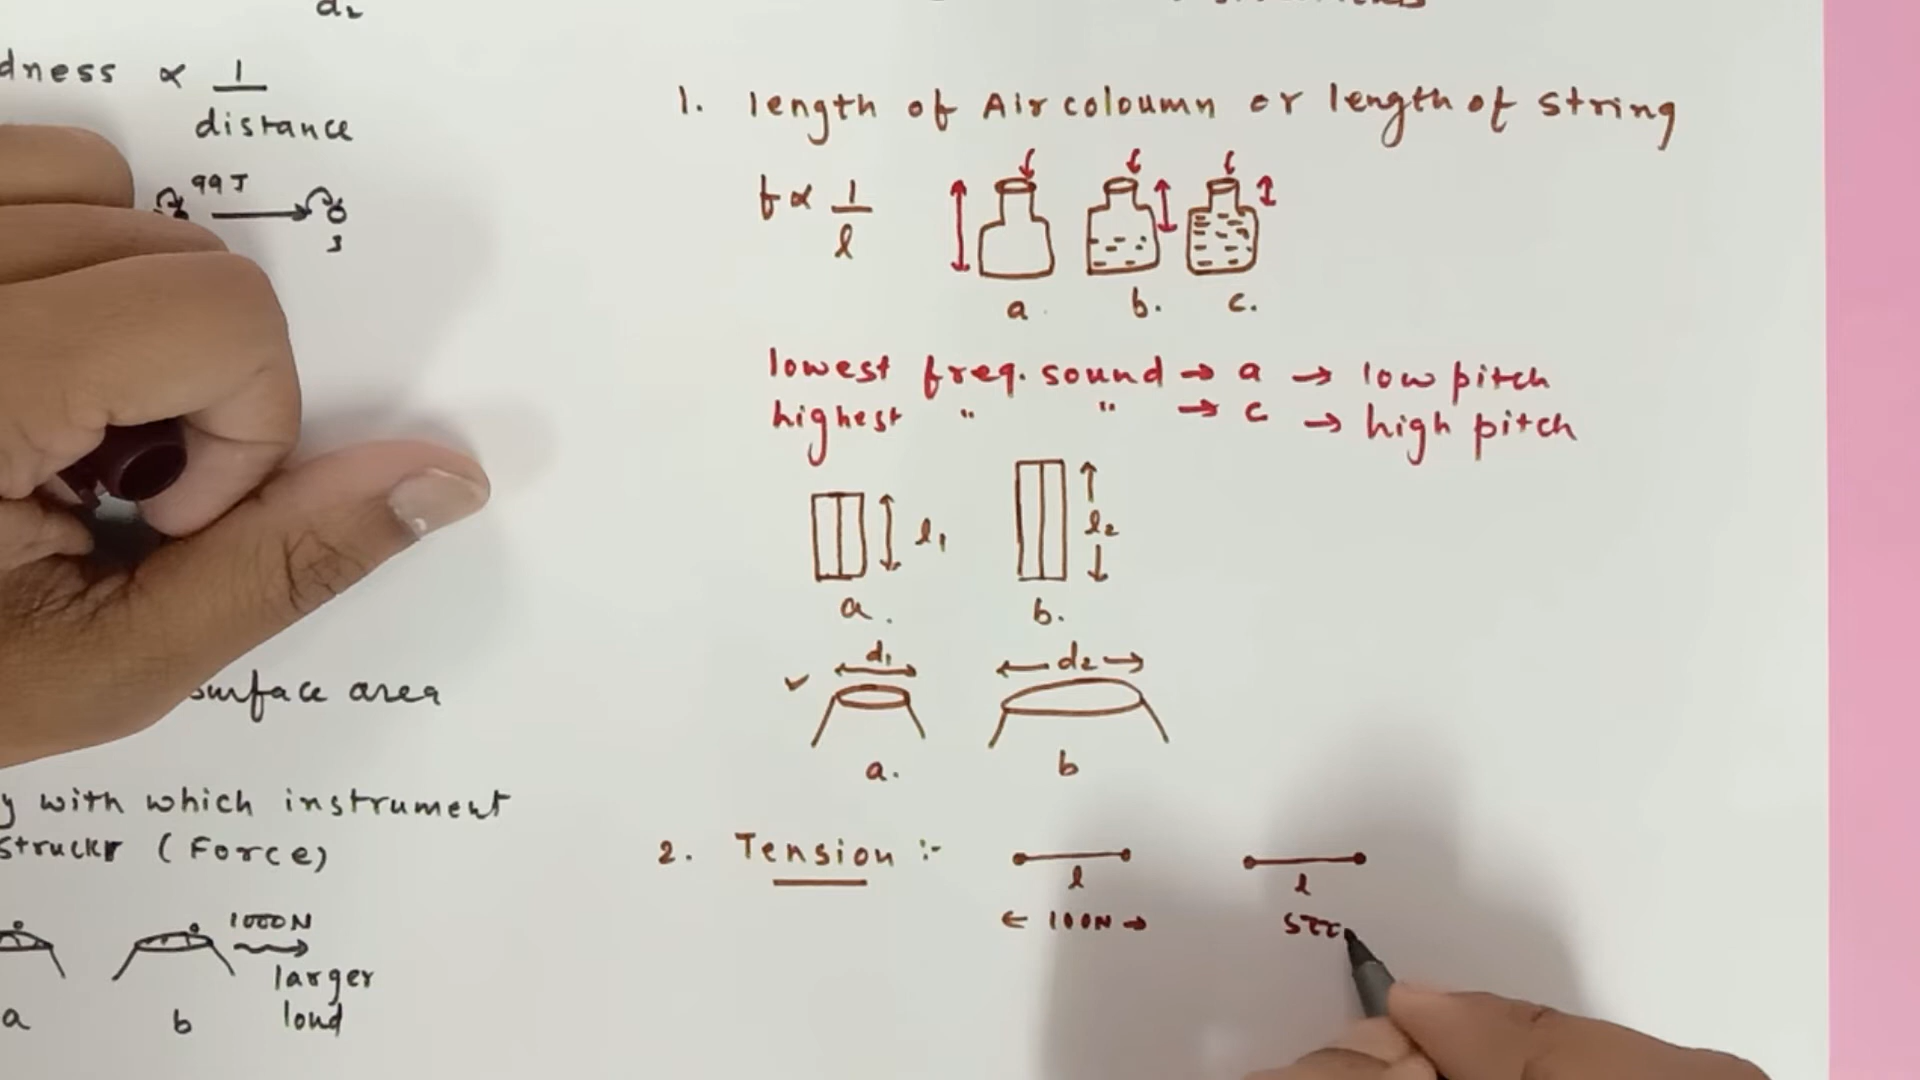 d₂
dness ∝ 1
distance
99 J
surface area
y with which instrument
struck (Force)
1000N
larger
loud
a
b
1. length of Air coloumn or length of string
f ∝ 1
l
a.
b.
c.
lowest freq. sound → a → low pitch
highest " " → c → high pitch
l₁
l₂
a.
b.
d₁
d₂
a.
b
2. Tension :-
l
l
← 100N →